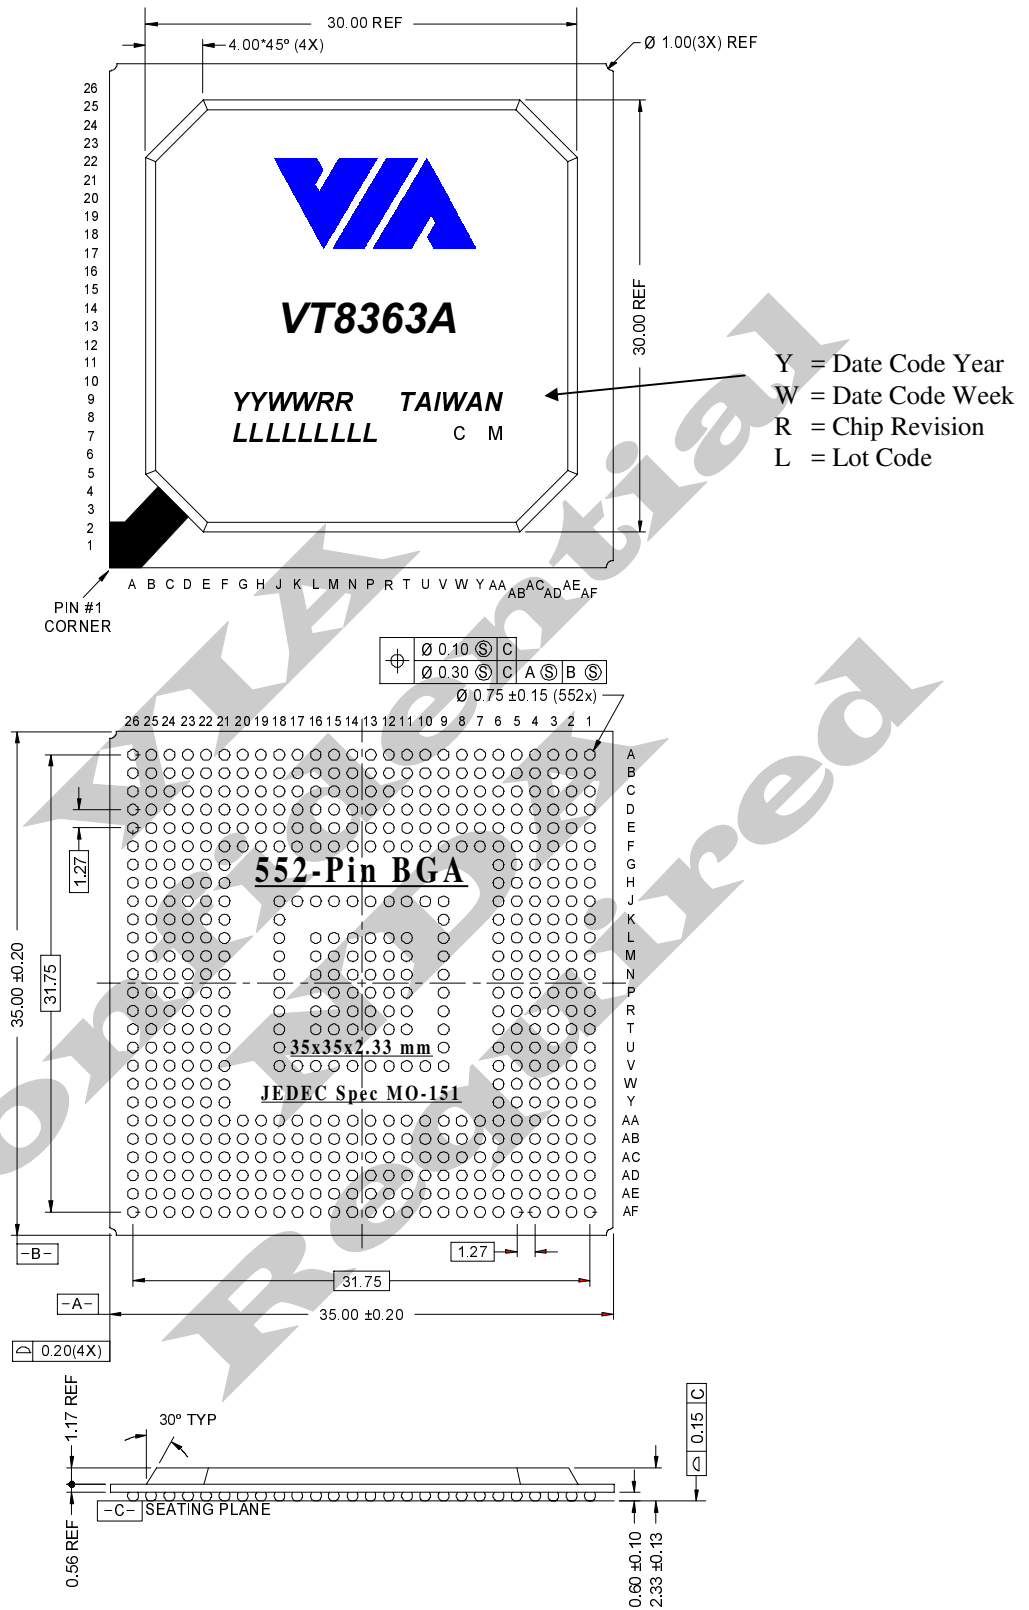 30.00 REF
4.00*45° (4X)
Ø 1.00(3X) REF
26
25
24
23
22
21
20
19
18
17
16
15
14
13
12
11
10
9
8
7
6
5
4
3
2
1
VIA
VT8363A
30.00 REF
YYWWRR TAIWAN
LLLLLLLLL C M
Y = Date Code Year
W = Date Code Week
R = Chip Revision
L = Lot Code
A B C D E F G H J K L M N P R T U V W Y AA AB AC AD AE AF
PIN #1
CORNER
Ø 0.10 Ⓢ C
Ø 0.30 Ⓢ C A Ⓢ B Ⓢ
Ø 0.75 ±0.15 (552x)
26 25 24 23 22 21 20 19 18 17 16 15 14 13 12 11 10 9 8 7 6 5 4 3 2 1
A
B
C
D
E
F
G
H
J
K
L
M
N
P
R
T
U
V
W
Y
AA
AB
AC
AD
AE
AF
1.27
31.75
35.00 ±0.20
552-Pin BGA
35x35x2.33 mm
JEDEC Spec MO-151
-B-
1.27
31.75
-A-
35.00 ±0.20
0.20(4X)
1.17 REF
30° TYP
0.15 C
-C- SEATING PLANE
0.56 REF
0.60 ±0.10
2.33 ±0.13
VIA
Confidential
NDA
Required